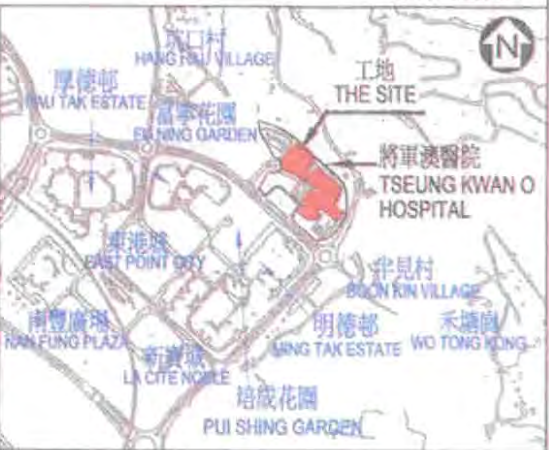 坑口村
HANG HAU VILLAGE
N
工地
THE SITE
厚德邨
HAU TAK ESTATE
富寧花園
FU NING GARDEN
將軍澳醫院
TSEUNG KWAN O
HOSPITAL
東港城
EAST POINT CITY
坐見村
BOON KIN VILLAGE
南豐廣場
NAN FUNG PLAZA
新寶城
LA CITE NOBLE
明德邨
MING TAK ESTATE
禾塘崗
WO TONG KONG
培成花園
PUI SHING GARDEN